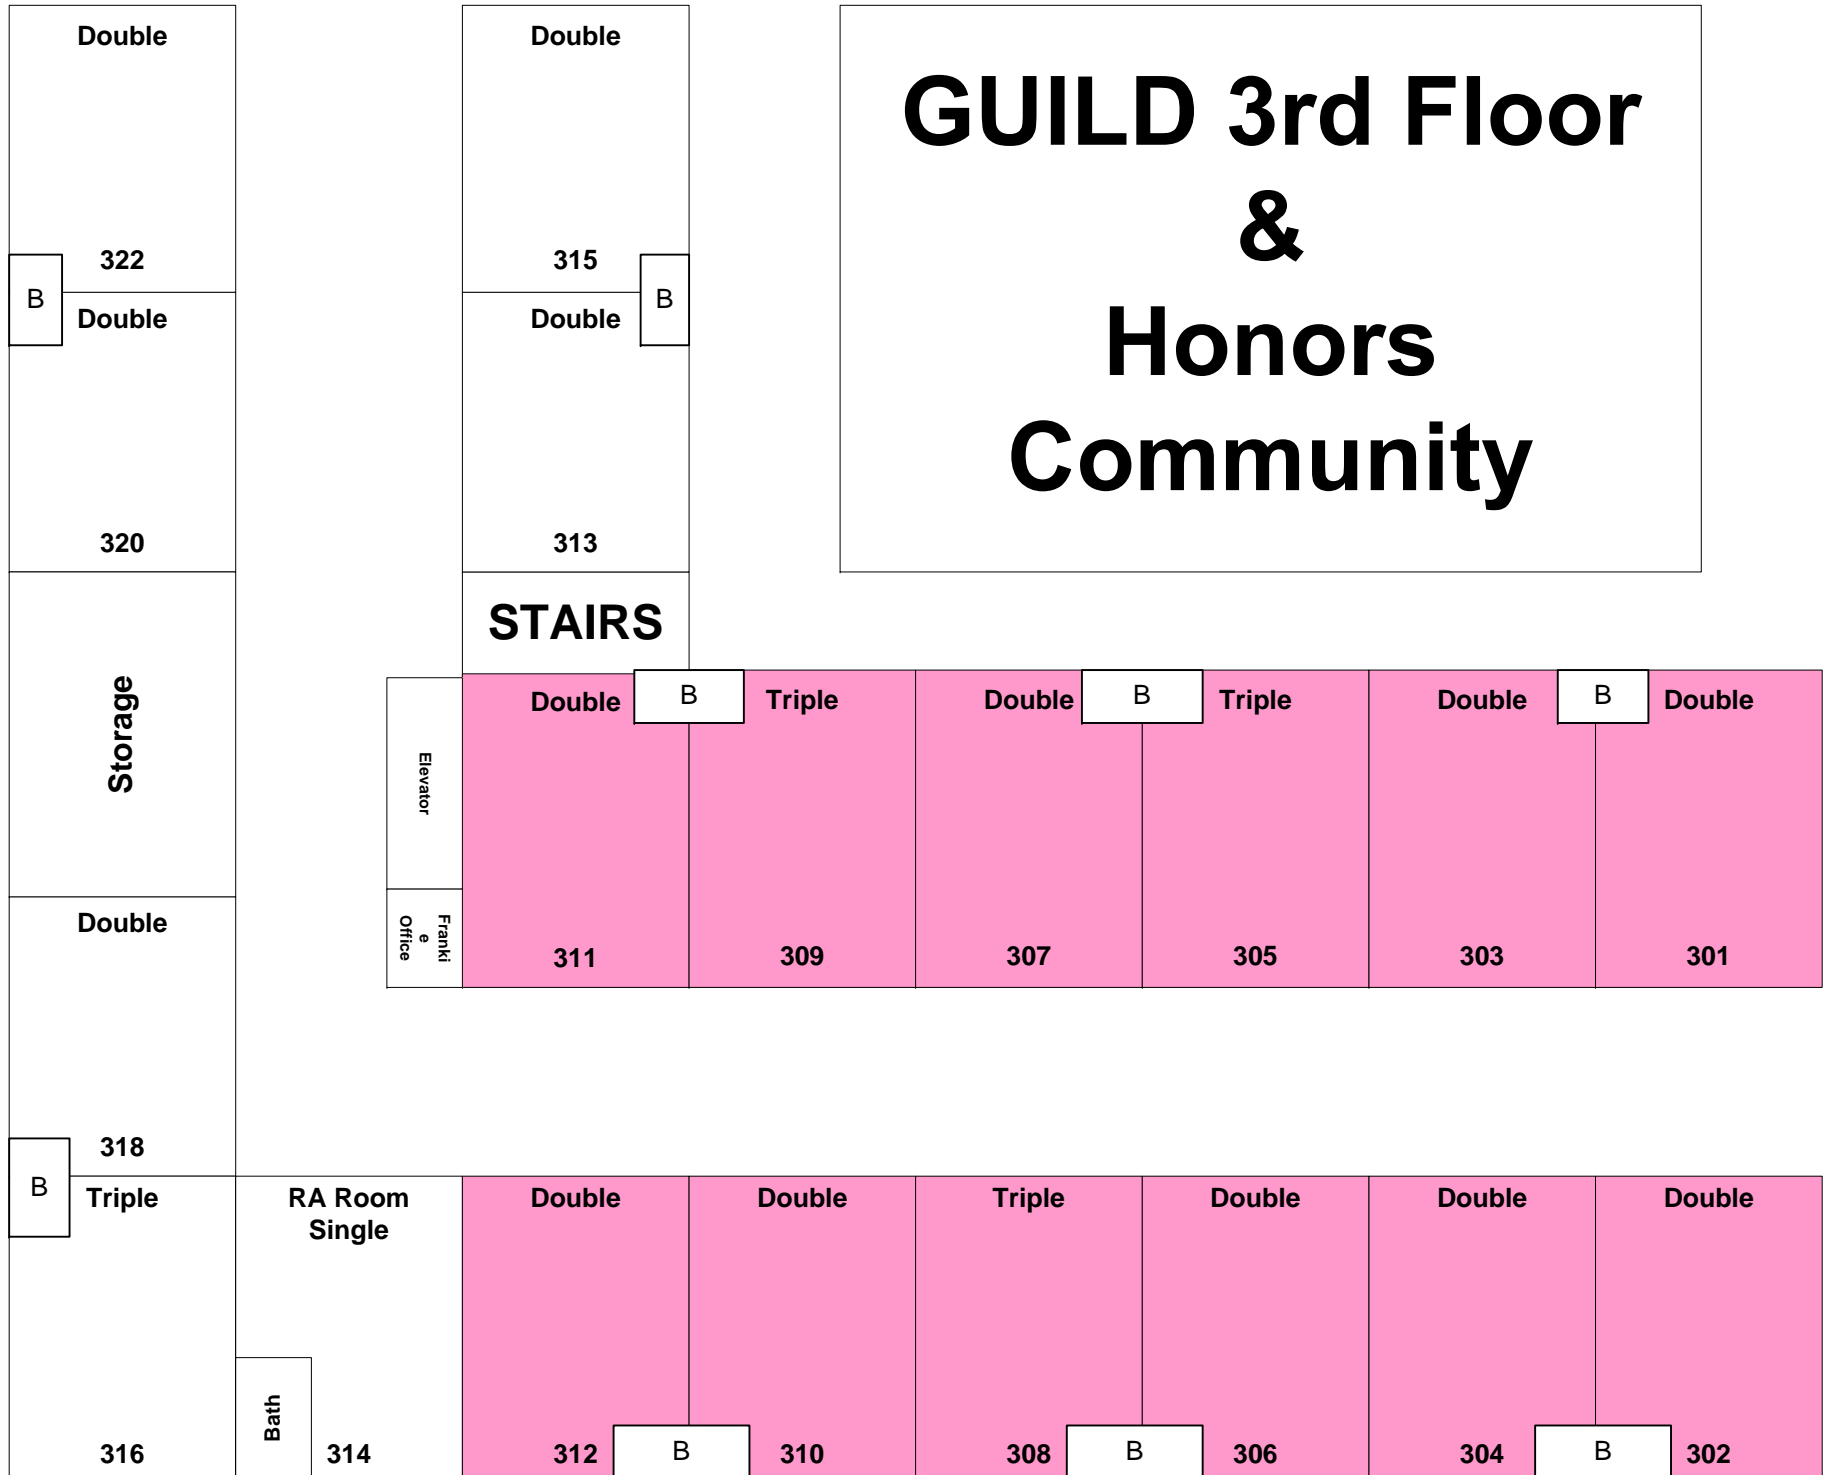 Double
Double
GUILD 3rd Floor
&
Honors
Community
322
315
B
B
Double
Double
320
313
STAIRS
Storage
Elevator
Franki
e
Office
Double
B
Triple
Double
B
Triple
Double
B
Double
311
309
307
305
303
301
Double
318
B
Triple
RA Room
Single
Double
Double
Triple
Double
Double
Double
Bath
316
314
312
B
310
308
B
306
304
B
302